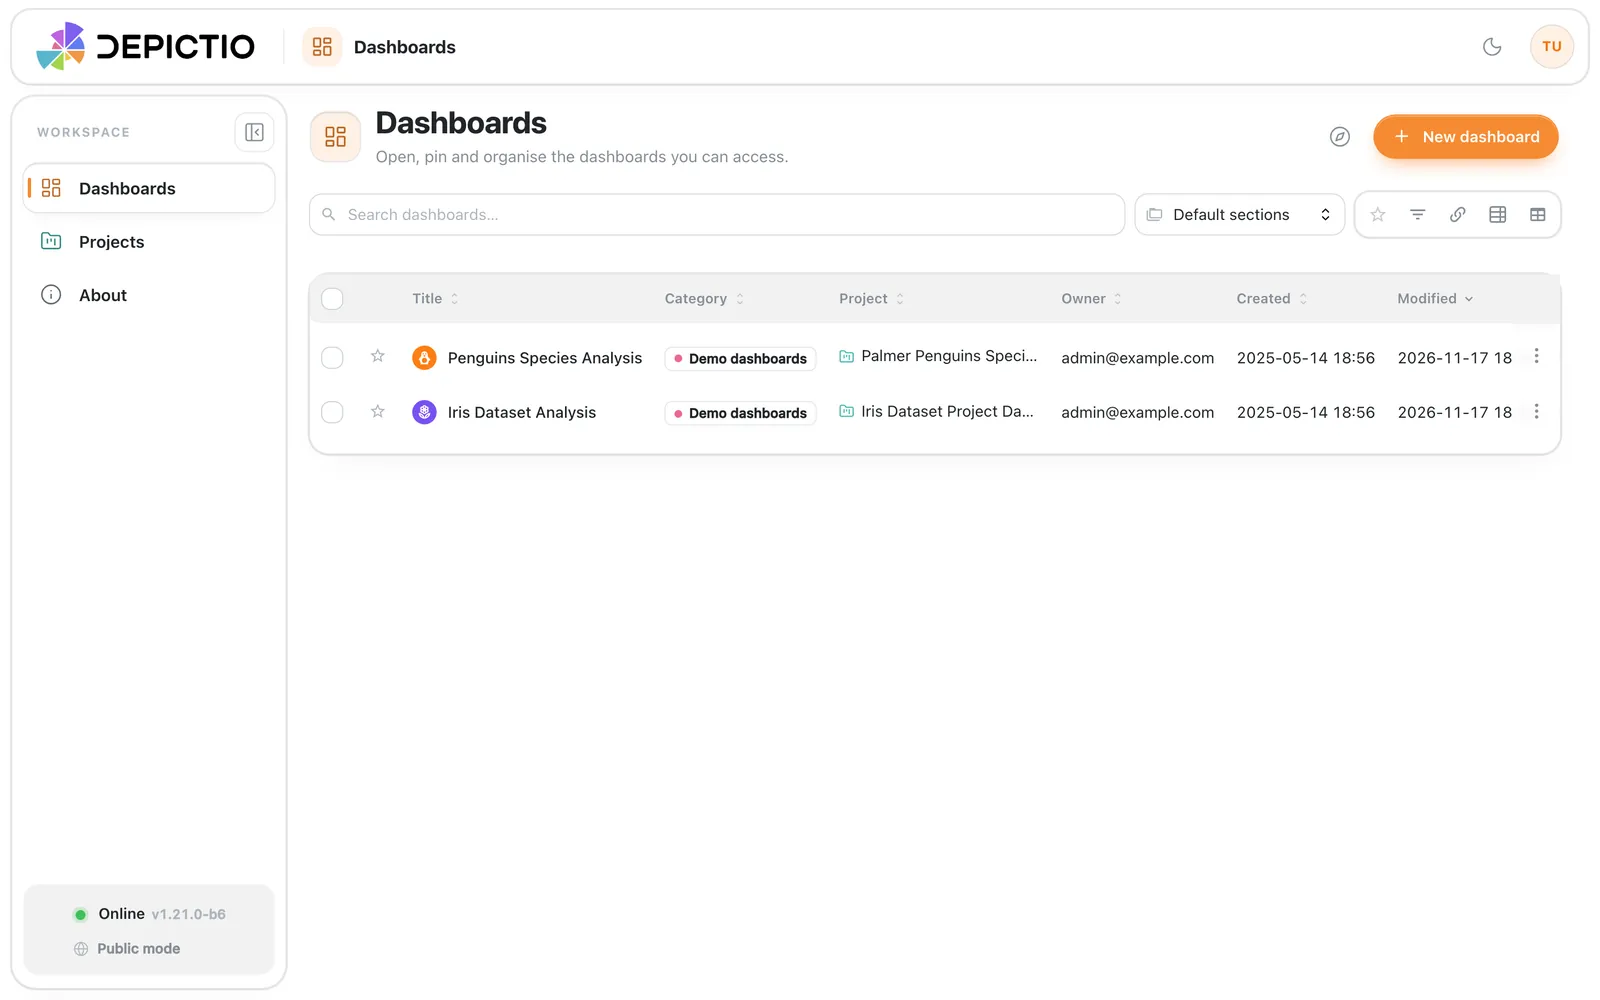 DEPICTIO
Dashboards
TU
WORKSPACE
Dashboards
Projects
About
Dashboards
Open, pin and organise the dashboards you can access.
New dashboard
Search dashboards...
Default sections
Title Category Project Owner Created Modified
Penguins Species Analysis Demo dashboards Palmer Penguins Speci... admin@example.com 2025-05-14 18:56 2026-11-17 18
Iris Dataset Analysis Demo dashboards Iris Dataset Project Da... admin@example.com 2025-05-14 18:56 2026-11-17 18
Online v1.21.0-b6
Public mode